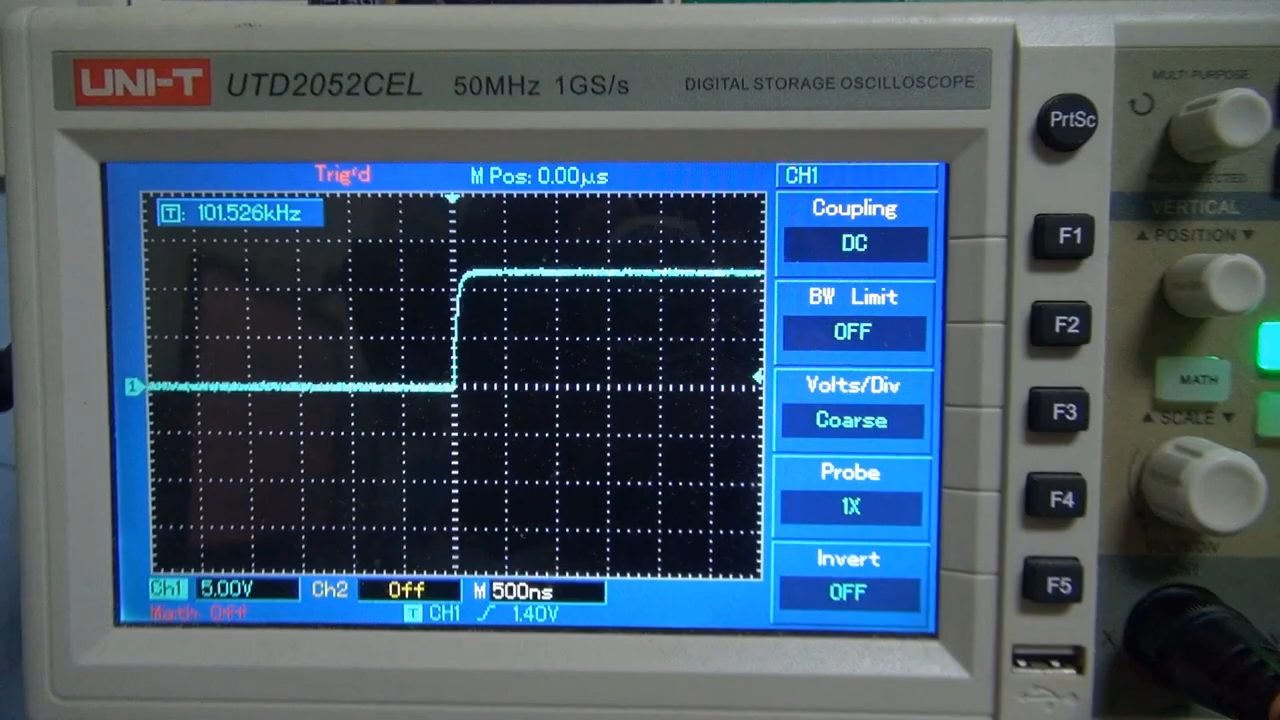 UNI-T UTD2052CEL 50MHz 1GS/s DIGITAL STORAGE OSCILLOSCOPE
MULTI-PURPOSE
PrtSc
Trig'd M Pos: 0.00μs CH1
T: 101.526kHz
Coupling
DC
F1
VERTICAL
▲ POSITION ▼
BW Limit
OFF
F2
Volts/Div
Coarse
F3
MATH
▲ SCALE ▼
1
Probe
1X
F4
Invert
OFF
F5
Ch1 5.00V Ch2 Off M 500ns
Math Off T CH1 1.40V